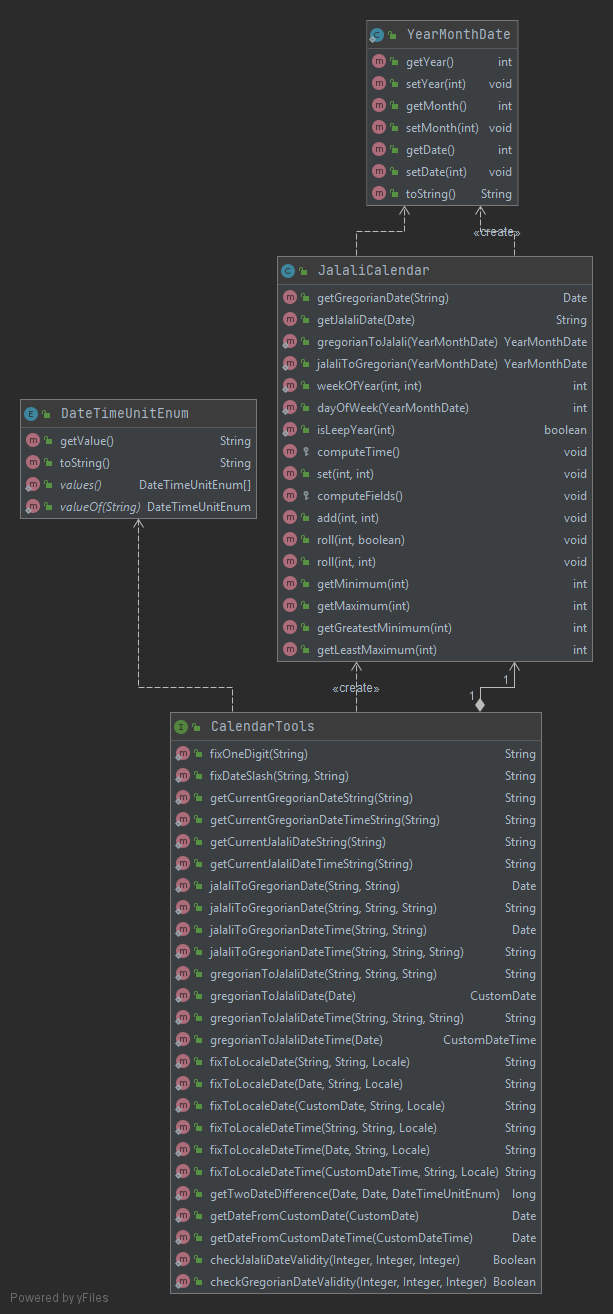 YearMonthDate
getYear() int
setYear(int) void
getMonth() int
setMonth(int) void
getDate() int
setDate(int) void
toString() String
«create»
JalaliCalendar
getGregorianDate(String) Date
getJalaliDate(Date) String
gregorianToJalali(YearMonthDate) YearMonthDate
jalaliToGregorian(YearMonthDate) YearMonthDate
weekOfYear(int, int) int
dayOfWeek(YearMonthDate) int
isLeepYear(int) boolean
computeTime() void
set(int, int) void
computeFields() void
add(int, int) void
roll(int, boolean) void
roll(int, int) void
getMinimum(int) int
getMaximum(int) int
getGreatestMinimum(int) int
getLeastMaximum(int) int
DateTimeUnitEnum
getValue() String
toString() String
values() DateTimeUnitEnum[]
valueOf(String) DateTimeUnitEnum
«create»
1
1
CalendarTools
fixOneDigit(String) String
fixDateSlash(String, String) String
getCurrentGregorianDateString(String) String
getCurrentGregorianDateTimeString(String) String
getCurrentJalaliDateString(String) String
getCurrentJalaliDateTimeString(String) String
jalaliToGregorianDate(String, String) Date
jalaliToGregorianDate(String, String, String) String
jalaliToGregorianDateTime(String, String) Date
jalaliToGregorianDateTime(String, String, String) String
gregorianToJalaliDate(String, String, String) String
gregorianToJalaliDate(Date) CustomDate
gregorianToJalaliDateTime(String, String, String) String
gregorianToJalaliDateTime(Date) CustomDateTime
fixToLocaleDate(String, String, Locale) String
fixToLocaleDate(Date, String, Locale) String
fixToLocaleDate(CustomDate, String, Locale) String
fixToLocaleDateTime(String, String, Locale) String
fixToLocaleDateTime(Date, String, Locale) String
fixToLocaleDateTime(CustomDateTime, String, Locale) String
getTwoDateDifference(Date, Date, DateTimeUnitEnum) long
getDateFromCustomDate(CustomDate) Date
getDateFromCustomDateTime(CustomDateTime) Date
checkJalaliDateValidity(Integer, Integer, Integer) Boolean
checkGregorianDateValidity(Integer, Integer, Integer) Boolean
Powered by yFiles